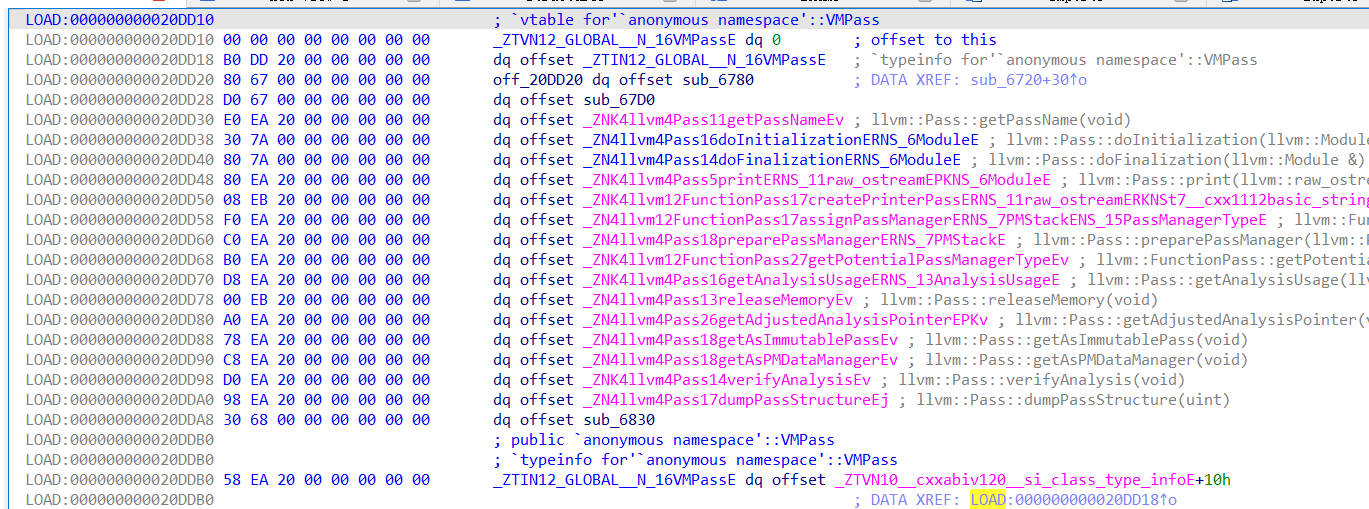 LOAD:000000000020DD10 ; `vtable for'`anonymous namespace'::VMPass
LOAD:000000000020DD10 00 00 00 00 00 00 00 00 _ZTVN12_GLOBAL__N_16VMPassE dq 0 ; offset to this
LOAD:000000000020DD18 B0 DD 20 00 00 00 00 00 dq offset _ZTIN12_GLOBAL__N_16VMPassE ; `typeinfo for'`anonymous namespace'::VMPass
LOAD:000000000020DD20 80 67 00 00 00 00 00 00 off_20DD20 dq offset sub_6780 ; DATA XREF: sub_6720+30↑o
LOAD:000000000020DD28 D0 67 00 00 00 00 00 00 dq offset sub_67D0
LOAD:000000000020DD30 E0 EA 20 00 00 00 00 00 dq offset _ZNK4llvm4Pass11getPassNameEv ; llvm::Pass::getPassName(void)
LOAD:000000000020DD38 30 7A 00 00 00 00 00 00 dq offset _ZN4llvm4Pass16doInitializationERNS_6ModuleE ; llvm::Pass::doInitialization(llvm::Module
LOAD:000000000020DD40 80 7A 00 00 00 00 00 00 dq offset _ZN4llvm4Pass14doFinalizationERNS_6ModuleE ; llvm::Pass::doFinalization(llvm::Module &)
LOAD:000000000020DD48 80 EA 20 00 00 00 00 00 dq offset _ZNK4llvm4Pass5printERNS_11raw_ostreamEPKNS_6ModuleE ; llvm::Pass::print(llvm::raw_ostre
LOAD:000000000020DD50 08 EB 20 00 00 00 00 00 dq offset _ZNK4llvm12FunctionPass17createPrinterPassERNS_11raw_ostreamERKNSt7__cxx1112basic_string
LOAD:000000000020DD58 F0 EA 20 00 00 00 00 00 dq offset _ZN4llvm12FunctionPass17assignPassManagerERNS_7PMStackENS_15PassManagerTypeE ; llvm::Func
LOAD:000000000020DD60 C0 EA 20 00 00 00 00 00 dq offset _ZN4llvm4Pass18preparePassManagerERNS_7PMStackE ; llvm::Pass::preparePassManager(llvm::P
LOAD:000000000020DD68 B0 EA 20 00 00 00 00 00 dq offset _ZNK4llvm12FunctionPass27getPotentialPassManagerTypeEv ; llvm::FunctionPass::getPotentia
LOAD:000000000020DD70 D8 EA 20 00 00 00 00 00 dq offset _ZNK4llvm4Pass16getAnalysisUsageERNS_13AnalysisUsageE ; llvm::Pass::getAnalysisUsage(llv
LOAD:000000000020DD78 00 EB 20 00 00 00 00 00 dq offset _ZN4llvm4Pass13releaseMemoryEv ; llvm::Pass::releaseMemory(void)
LOAD:000000000020DD80 A0 EA 20 00 00 00 00 00 dq offset _ZN4llvm4Pass26getAdjustedAnalysisPointerEPKv ; llvm::Pass::getAdjustedAnalysisPointer(v
LOAD:000000000020DD88 78 EA 20 00 00 00 00 00 dq offset _ZN4llvm4Pass18getAsImmutablePassEv ; llvm::Pass::getAsImmutablePass(void)
LOAD:000000000020DD90 C8 EA 20 00 00 00 00 00 dq offset _ZN4llvm4Pass18getAsPMDataManagerEv ; llvm::Pass::getAsPMDataManager(void)
LOAD:000000000020DD98 D0 EA 20 00 00 00 00 00 dq offset _ZNK4llvm4Pass14verifyAnalysisEv ; llvm::Pass::verifyAnalysis(void)
LOAD:000000000020DDA0 98 EA 20 00 00 00 00 00 dq offset _ZN4llvm4Pass17dumpPassStructureEj ; llvm::Pass::dumpPassStructure(uint)
LOAD:000000000020DDA8 30 68 00 00 00 00 00 00 dq offset sub_6830
LOAD:000000000020DDB0 ; public `anonymous namespace'::VMPass
LOAD:000000000020DDB0 ; `typeinfo for'`anonymous namespace'::VMPass
LOAD:000000000020DDB0 58 EA 20 00 00 00 00 00 _ZTIN12_GLOBAL__N_16VMPassE dq offset _ZTVN10__cxxabiv120__si_class_type_infoE+10h
LOAD:000000000020DDB0 ; DATA XREF: LOAD:000000000020DD18↑o